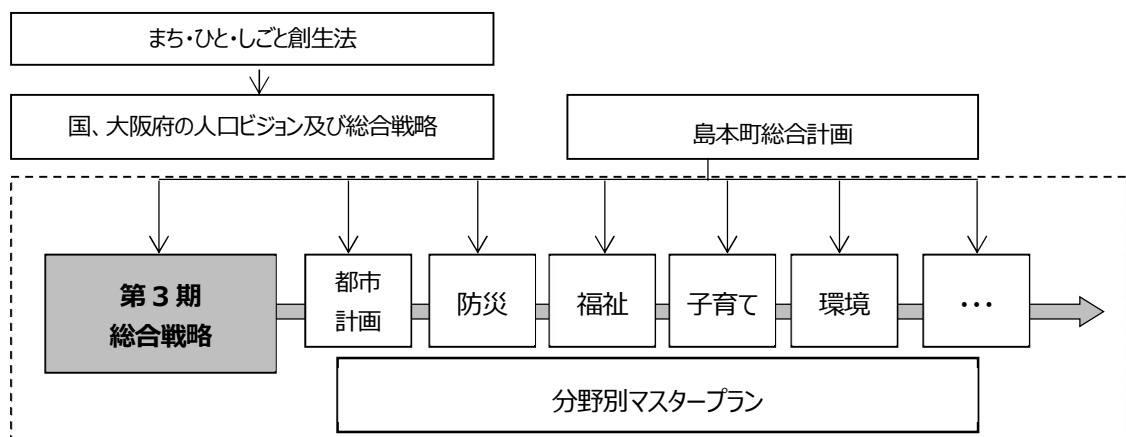 まち・ひと・しごと創生法
国、大阪府の人口ビジョン及び総合戦略
島本町総合計画
第３期
総合戦略
都市
計画
防災
福祉
子育て
環境
・・・
分野別マスタープラン